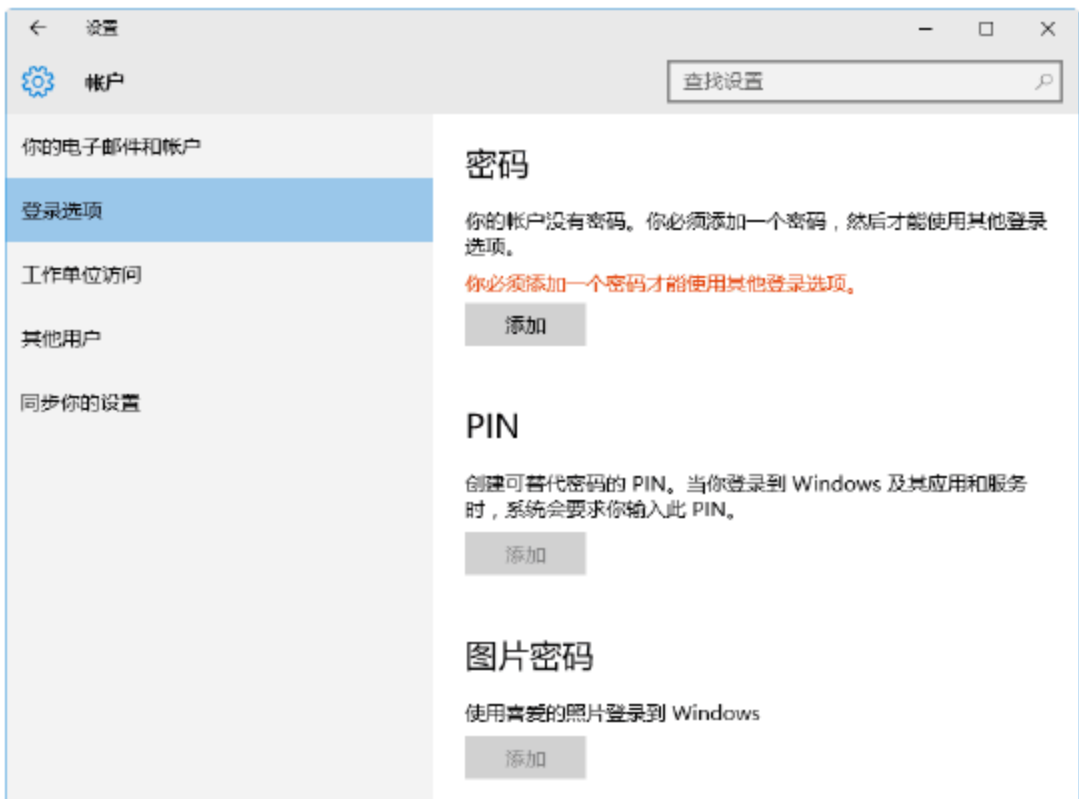 设置
帐户
查找设置
你的电子邮件和帐户
登录选项
工作单位访问
其他用户
同步你的设置
密码
你的帐户没有密码。你必须添加一个密码，然后才能使用其他登录
选项。
你必须添加一个密码才能使用其他登录选项。
添加
PIN
创建可替代密码的 PIN。当你登录到 Windows 及其应用和服务
时，系统会要求你输入此 PIN。
添加
图片密码
使用喜爱的照片登录到 Windows
添加